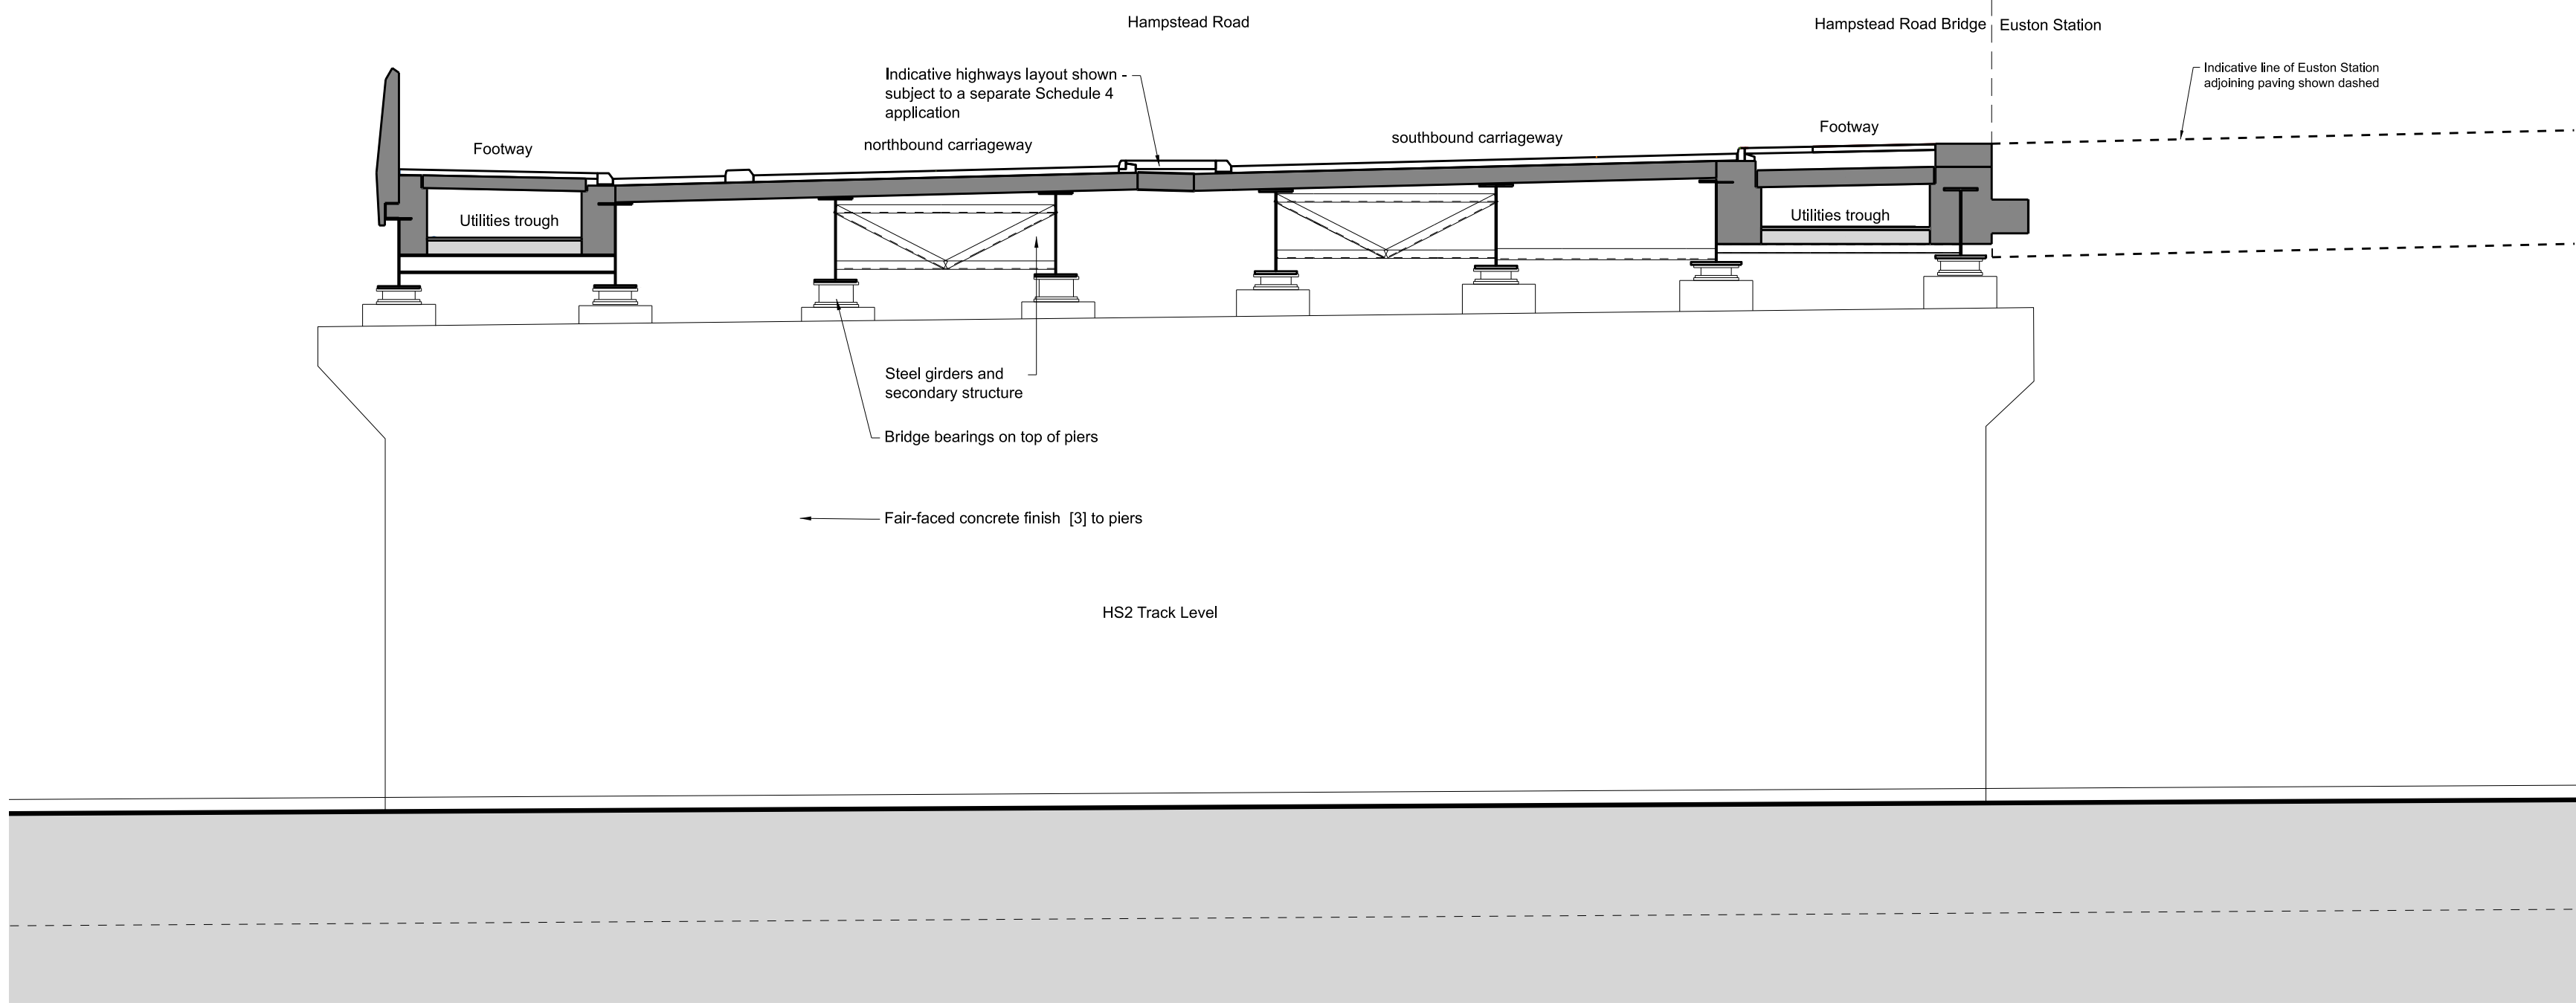 Hampstead Road
Hampstead Road Bridge
Euston Station
Indicative highways layout shown -
subject to a separate Schedule 4
application
Indicative line of Euston Station
adjoining paving shown dashed
Footway
northbound carriageway
southbound carriageway
Footway
Utilities trough
Utilities trough
Steel girders and
secondary structure
Bridge bearings on top of piers
Fair-faced concrete finish [3] to piers
HS2 Track Level